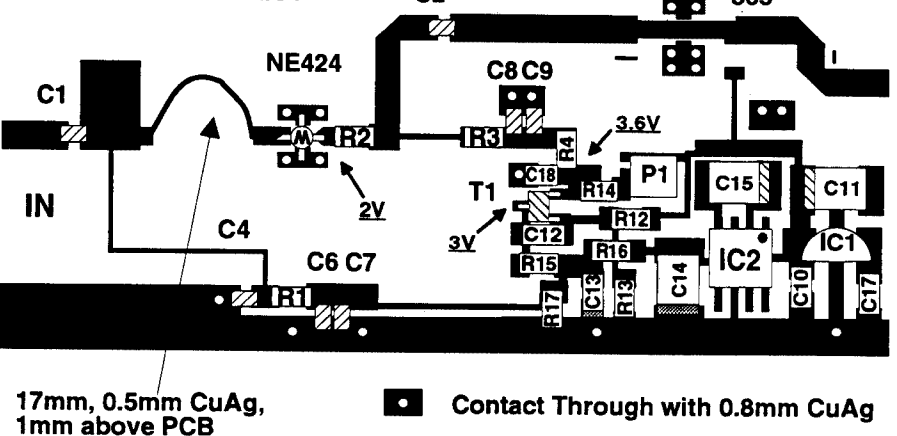 NE424
C8 C9
C1
R2
R3
R4
3.6V
C18
R14
P1
C15
C11
T1
2V
IN
R12
C4
3V
C12
R16
IC2
IC1
C6 C7
R15
C14
R1
R17
C13
R13
C10
C17
17mm, 0.5mm CuAg,
1mm above PCB
Contact Through with 0.8mm CuAg